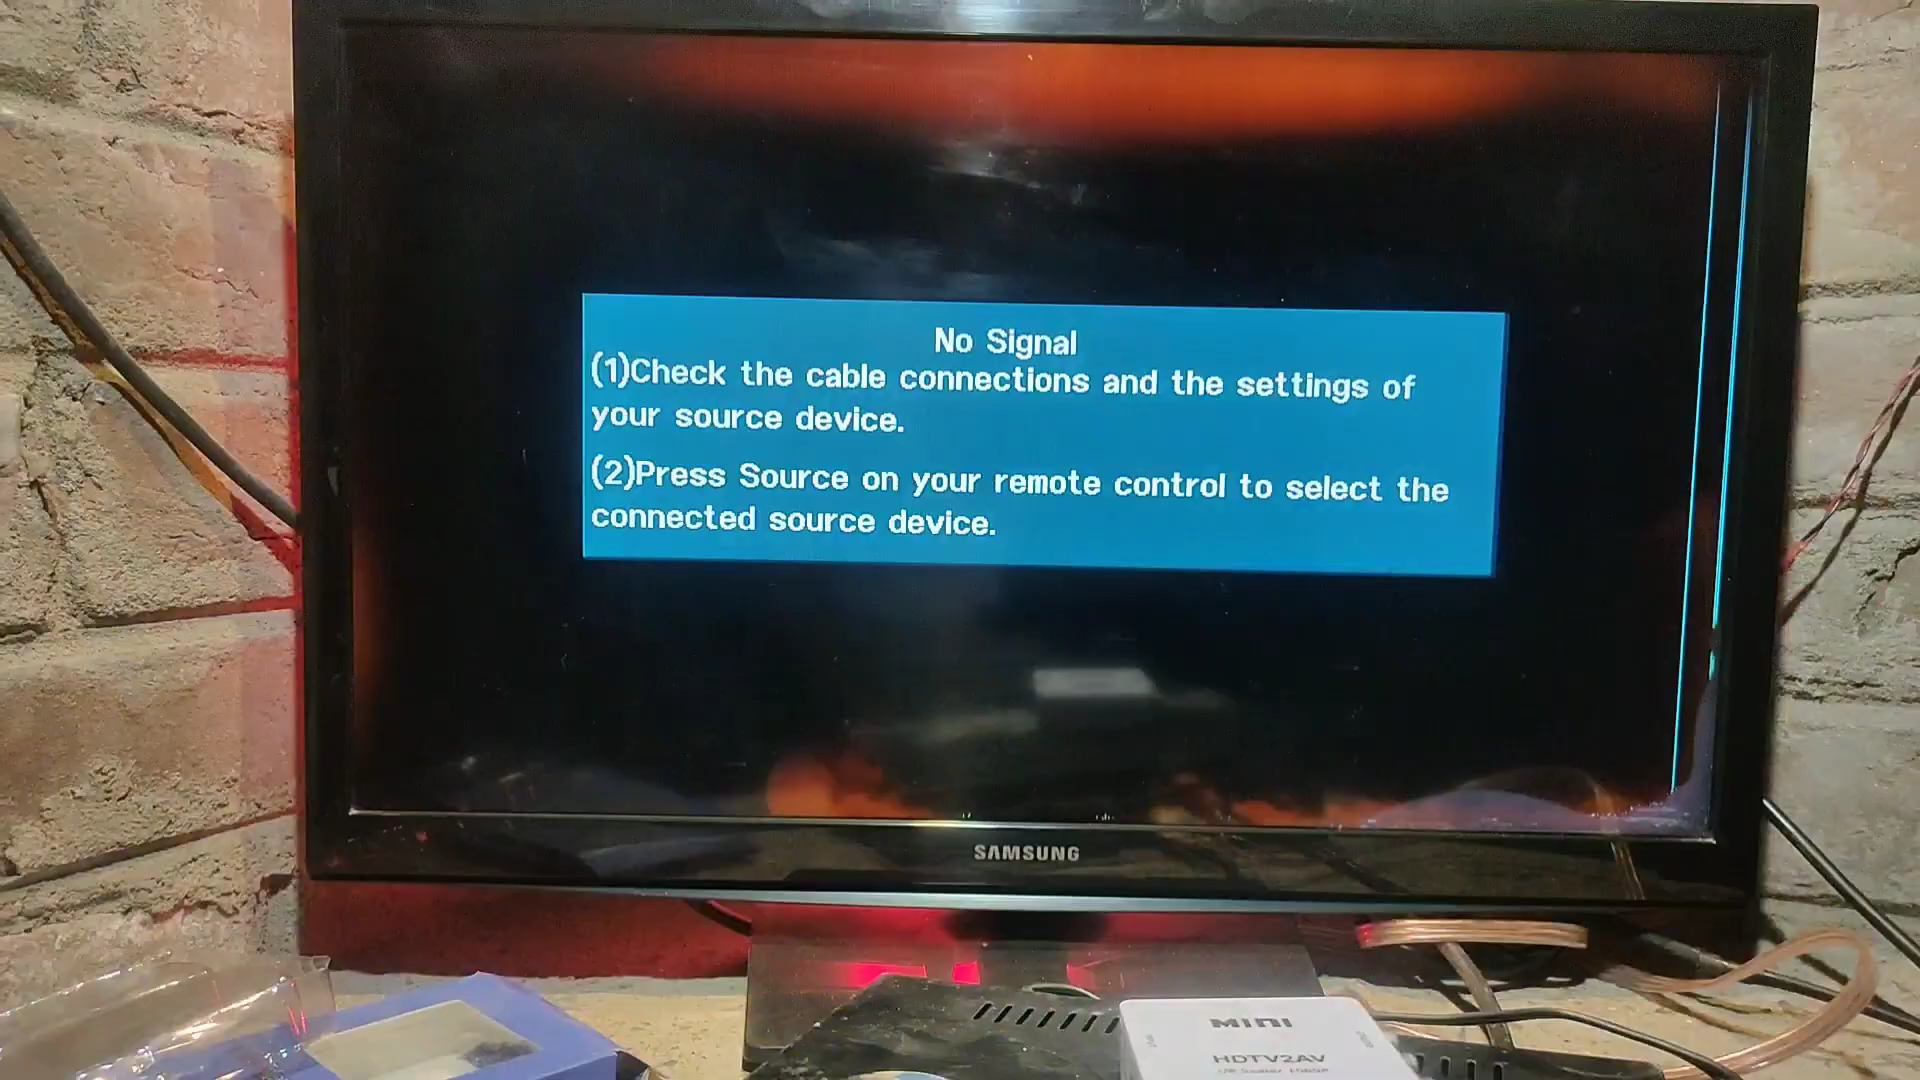 No Signal
(1)Check the cable connections and the settings of
your source device.
(2)Press Source on your remote control to select the
connected source device.
SAMSUNG
MINI
HDTV2AV